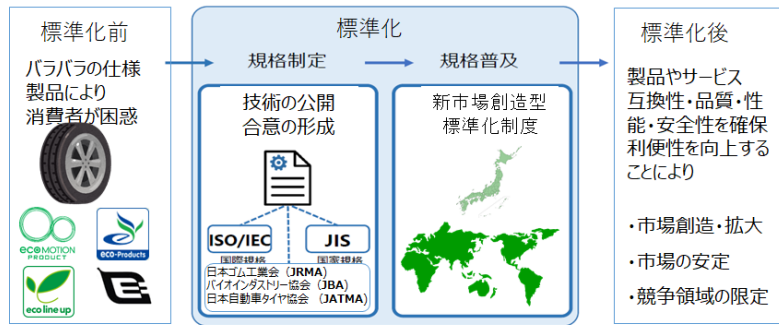 標準化前
バラバラの仕様
製品により
消費者が困惑
ECOMOTION
PRODUCT
eco-Products
eco line up
標準化
規格制定
技術の公開
合意の形成
ISO/IEC
国際規格
JIS
国家規格
日本ゴム工業会（JRMA）
バイオインダストリー協会（JBA）
日本自動車タイヤ協会（JATMA）
規格普及
新市場創造型
標準化制度
標準化後
製品やサービス
互換性・品質・性
能・安全性を確保
利便性を向上する
ことにより
・市場創造・拡大
・市場の安定
・競争領域の限定